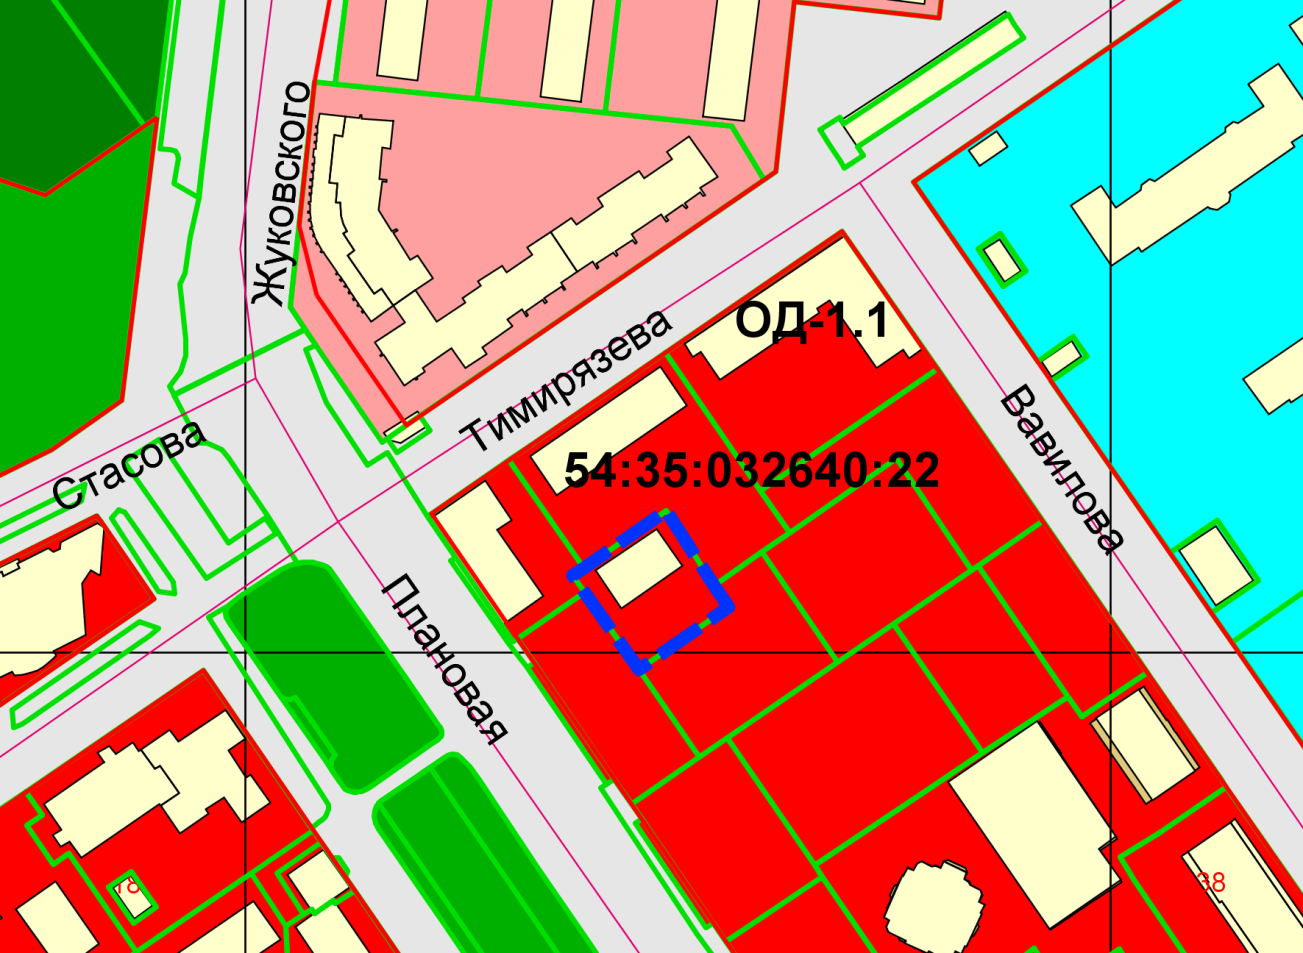 Жуковского
ОД-1.1
Тимирязева
Вавилова
Стасова
54:35:032640:22
Плановая
78
38